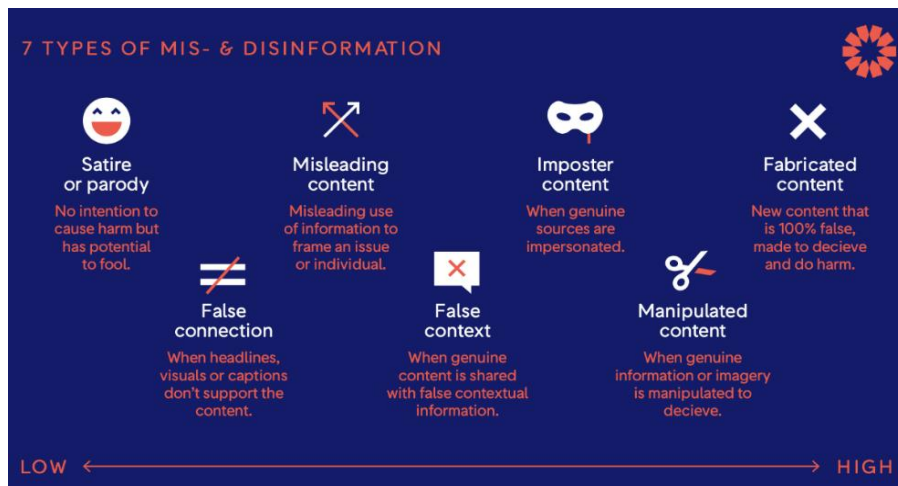 7 TYPES OF MIS- & DISINFORMATION
Satire
or parody
No intention to
cause harm but
has potential
to fool.
False
connection
When headlines,
visuals or captions
don't support the
content.
Misleading
content
Misleading use
of information to
frame an issue
or individual.
False
context
When genuine
content is shared
with false contextual
information.
Imposter
content
When genuine
sources are
impersonated.
Manipulated
content
When genuine
information or imagery
is manipulated to
decieve.
Fabricated
content
New content that
is 100% false,
made to decieve
and do harm.
LOW
HIGH